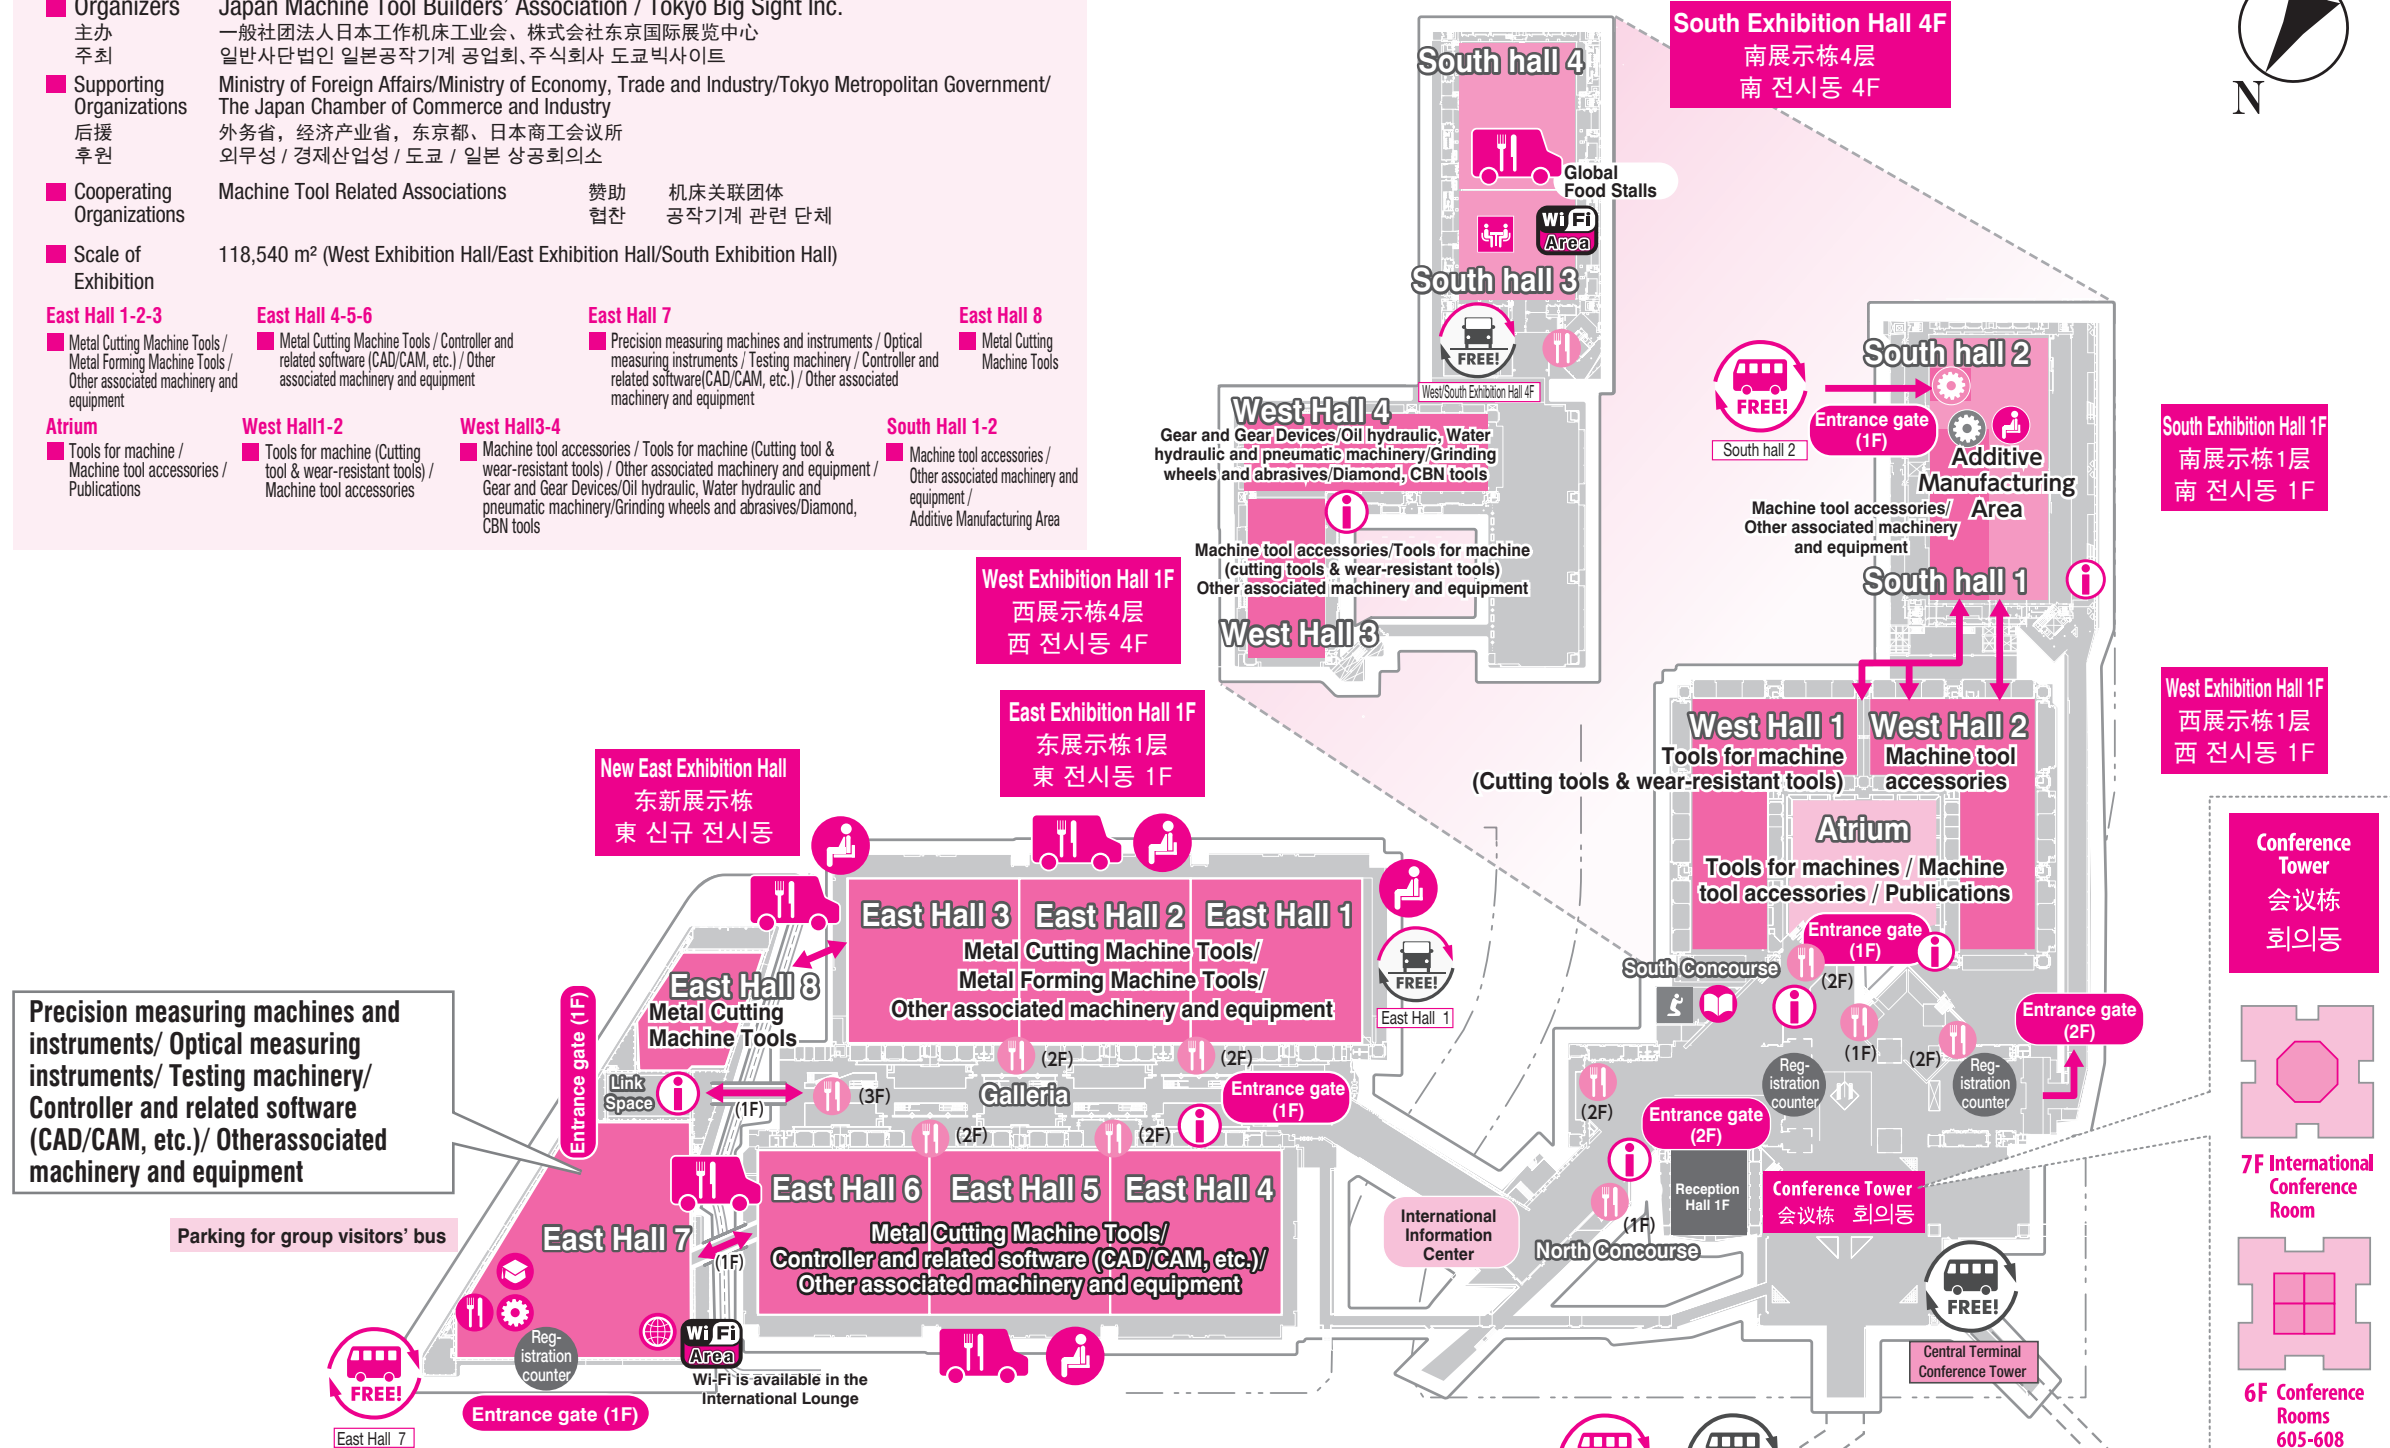 Organizers
Japan Machine Tool Builders' Association / Tokyo Big Sight Inc.
主办
一般社团法人日本工作机床工业会、株式会社东京国际展览中心
주최
일반사단법인 일본공작기계 공업회、주식회사 도쿄빅사이트
Supporting
Organizations
Ministry of Foreign Affairs/Ministry of Economy, Trade and Industry/Tokyo Metropolitan Government/
The Japan Chamber of Commerce and Industry
后援
外务省，经济产业省，东京都、日本商工会议所
후원
외무성 / 경제산업성 / 도쿄 / 일본 상공회의소
Cooperating
Organizations
Machine Tool Related Associations
赞助 机床关联团体
협찬 공작기계 관련 단체
Scale of
Exhibition
118,540 m² (West Exhibition Hall/East Exhibition Hall/South Exhibition Hall)
East Hall 1-2-3
Metal Cutting Machine Tools /
Metal Forming Machine Tools /
Other associated machinery and
equipment
East Hall 4-5-6
Metal Cutting Machine Tools / Controller and
related software (CAD/CAM, etc.) / Other
associated machinery and equipment
East Hall 7
Precision measuring machines and instruments / Optical
measuring instruments / Testing machinery / Controller and
related software(CAD/CAM, etc.) / Other associated
machinery and equipment
East Hall 8
Metal Cutting
Machine Tools
Atrium
Tools for machine /
Machine tool accessories /
Publications
West Hall1-2
Tools for machine (Cutting
tool & wear-resistant tools) /
Machine tool accessories
West Hall3-4
Machine tool accessories / Tools for machine (Cutting tool &
wear-resistant tools) / Other associated machinery and equipment /
Gear and Gear Devices/Oil hydraulic, Water hydraulic and
pneumatic machinery/Grinding wheels and abrasives/Diamond,
CBN tools
South Hall 1-2
Machine tool accessories /
Other associated machinery and
equipment /
Additive Manufacturing Area
South Exhibition Hall 4F
南展示栋4层
南 전시동 4F
N
South hall 4
Global
Food Stalls
WiFi
Area
South hall 3
FREE!
West/South Exhibition Hall 4F
West Hall 4
Gear and Gear Devices/Oil hydraulic, Water
hydraulic and pneumatic machinery/Grinding
wheels and abrasives/Diamond, CBN tools
i
Machine tool accessories/Tools for machine
(cutting tools & wear-resistant tools)
Other associated machinery and equipment
West Hall 3
West Exhibition Hall 1F
西展示栋4层
西 전시동 4F
South hall 2
FREE!
South hall 2
Entrance gate
(1F)
Additive
Manufacturing
Area
Machine tool accessories/
Other associated machinery
and equipment
South hall 1
i
South Exhibition Hall 1F
南展示栋1层
南 전시동 1F
West Exhibition Hall 1F
西展示栋1层
西 전시동 1F
West Hall 1
Tools for machine
(Cutting tools & wear-resistant tools)
West Hall 2
Machine tool
accessories
Atrium
Tools for machines / Machine
tool accessories / Publications
Entrance gate
(1F)
i
South Concourse
(2F)
i
(1F)
(2F)
Entrance gate
(2F)
Reg-
istration
counter
Reg-
istration
counter
(2F)
Entrance gate
(2F)
i
Reception
Hall 1F
(1F)
North Concourse
Conference Tower
会议栋 회의동
International
Information
Center
FREE!
Central Terminal
Conference Tower
Conference
Tower
会议栋
회의동
7F International
Conference
Room
6F Conference
Rooms
605-608
East Exhibition Hall 1F
东展示栋1层
東 전시동 1F
New East Exhibition Hall
东新展示栋
東 신규 전시동
East Hall 3
East Hall 2
East Hall 1
Metal Cutting Machine Tools/
Metal Forming Machine Tools/
Other associated machinery and equipment
FREE!
East Hall 1
East Hall 8
Metal Cutting
Machine Tools
Entrance gate (1F)
Link
Space
i
(1F)
(3F)
(2F)
(2F)
Galleria
(2F)
(2F)
i
Entrance gate
(1F)
Precision measuring machines and
instruments/ Optical measuring
instruments/ Testing machinery/
Controller and related software
(CAD/CAM, etc.)/ Otherassociated
machinery and equipment
Parking for group visitors' bus
East Hall 7
(1F)
East Hall 6
East Hall 5
East Hall 4
Metal Cutting Machine Tools/
Controller and related software (CAD/CAM, etc.)/
Other associated machinery and equipment
Reg-
istration
counter
WiFi
Area
Wi-Fi is available in the
International Lounge
FREE!
East Hall 7
Entrance gate (1F)